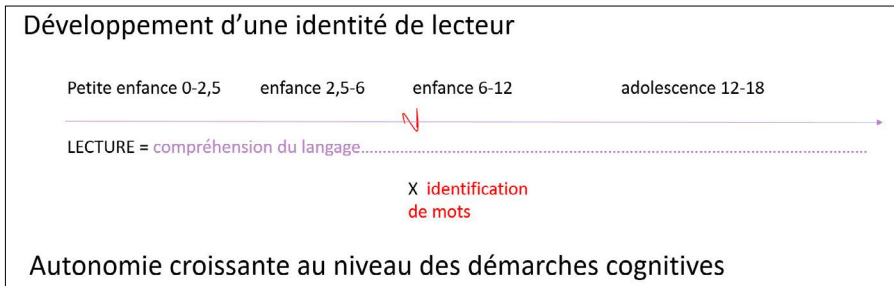 Développement d'une identité de lecteur
Petite enfance 0-2,5 enfance 2,5-6 enfance 6-12 adolescence 12-18
LECTURE = compréhension du langage......................................................................................................
X identification
de mots
Autonomie croissante au niveau des démarches cognitives